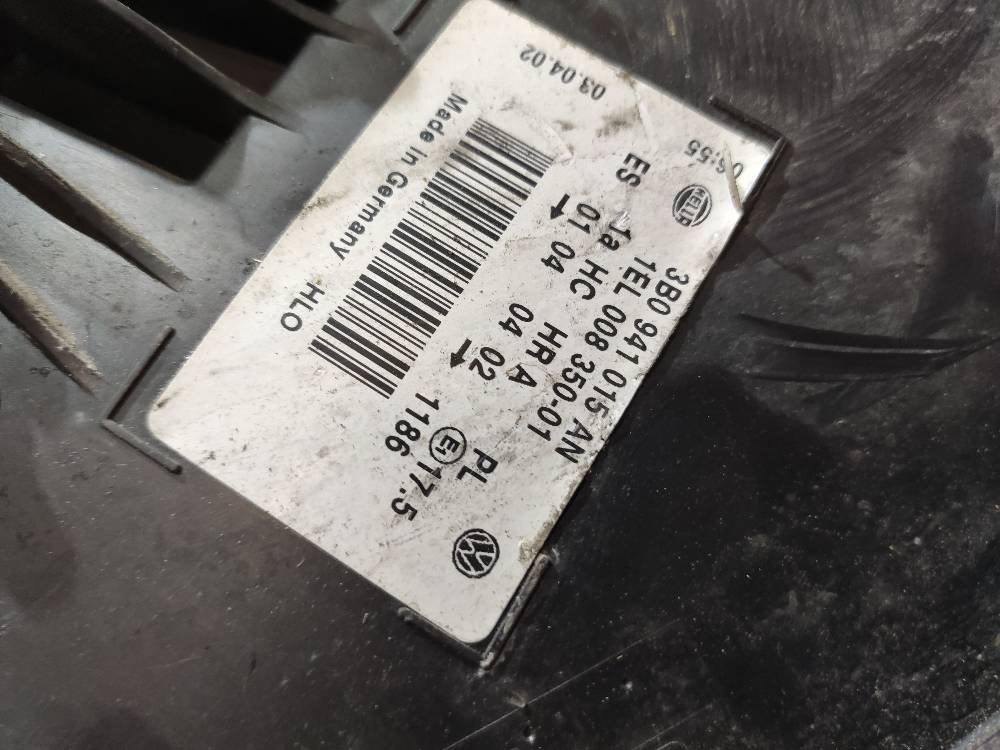 3B0 941 015 AN
HELLA 1EL 008 350-01
1a HC HR A PL
ES 01 04 04 02 E1 17.5
1186
06:55
03.04.02
Made in Germany HLO